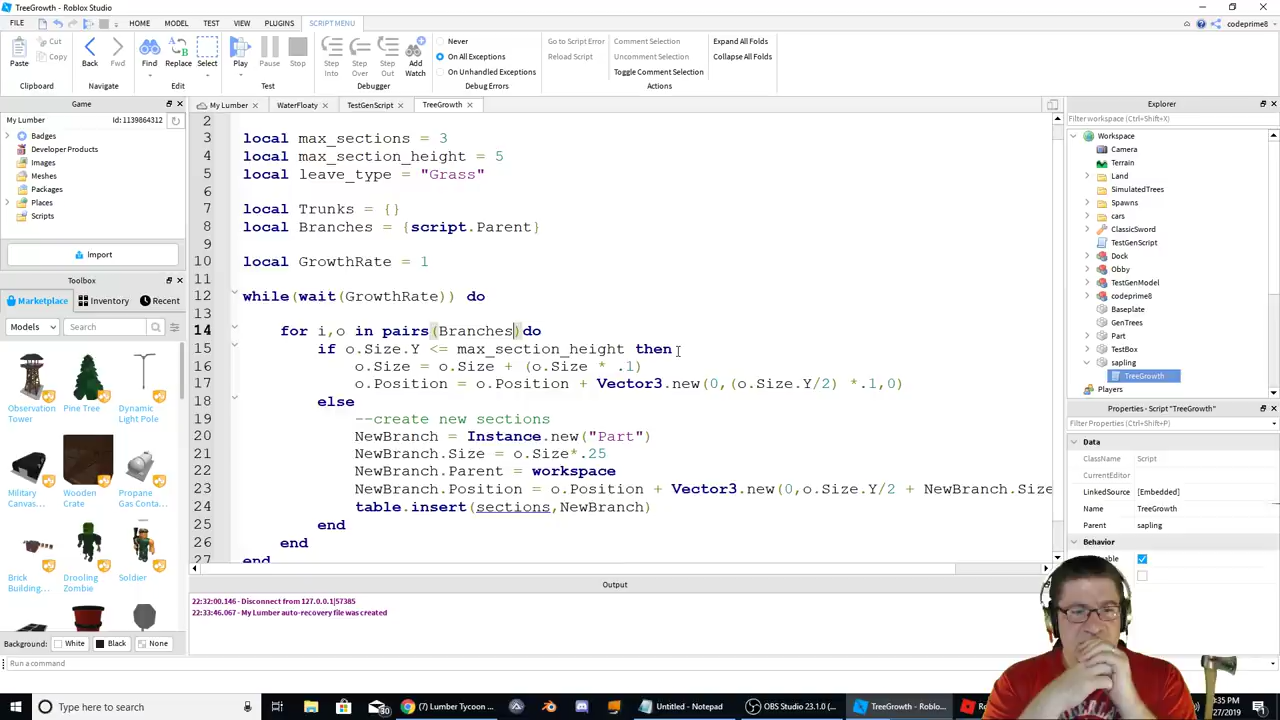 TreeGrowth - Roblox Studio
FILE HOME MODEL TEST VIEW PLUGINS SCRIPT MENU codeprime8
Paste Cut Copy Back Fwd Find Replace Select Play Pause Stop Step Into Step Over Step Out Add Watch
Never
On All Exceptions
On Unhandled Exceptions
Go to Script Error
Reload Script
Comment Selection
Uncomment Selection
Toggle Comment Selection
Expand All Folds
Collapse All Folds
Clipboard Navigate Edit Test Debugger Debug Errors Actions
Game
My Lumber Id: 1139864312
Badges
Developer Products
Images
Meshes
Packages
Places
Scripts
Import
Toolbox
Marketplace Inventory Recent
Models Search
Observation Tower
Pine Tree
Dynamic Light Pole
Military Canvas...
Wooden Crate
Propane Gas Conta...
Brick Building...
Drooling Zombie
Soldier
Background: White Black None
My Lumber WaterFloaty TestGenScript TreeGrowth
2
3 local max_sections = 3
4 local max_section_height = 5
5 local leave_type = "Grass"
6
7 local Trunks = {}
8 local Branches = {script.Parent}
9
10 local GrowthRate = 1
11
12 while(wait(GrowthRate)) do
13
14 for i,o in pairs(Branches)do
15 if o.Size.Y <= max_section_height then
16 o.Size = o.Size + (o.Size * .1)
17 o.Position = o.Position + Vector3.new(0,(o.Size.Y/2) *.1,0)
18 else
19 --create new sections
20 NewBranch = Instance.new("Part")
21 NewBranch.Size = o.Size*.25
22 NewBranch.Parent = workspace
23 NewBranch.Position = o.Position + Vector3.new(0,o.Size.Y/2 + NewBranch.Size
24 table.insert(sections,NewBranch)
25 end
26 end
27 end
Output
22:32:00.146 - Disconnect from 127.0.0.1|57385
22:33:46.067 - My Lumber auto-recovery file was created
Run a command
Explorer
Filter workspace (Ctrl+Shift+X)
Workspace
Camera
Terrain
Land
SimulatedTrees
Spawns
cars
ClassicSword
TestGenScript
Dock
Obby
TestGenModel
codeprime8
Baseplate
GenTrees
Part
TestBox
sapling
TreeGrowth
Players
Properties - Script "TreeGrowth"
Filter Properties (Ctrl+Shift+P)
Data
ClassName Script
CurrentEditor
LinkedSource [Embedded]
Name TreeGrowth
Parent sapling
Behavior
Type here to search
30
(7) Lumber Tycoon ...
Untitled - Notepad
OBS Studio 23.1.0 (...
TreeGrowth - Roblo...